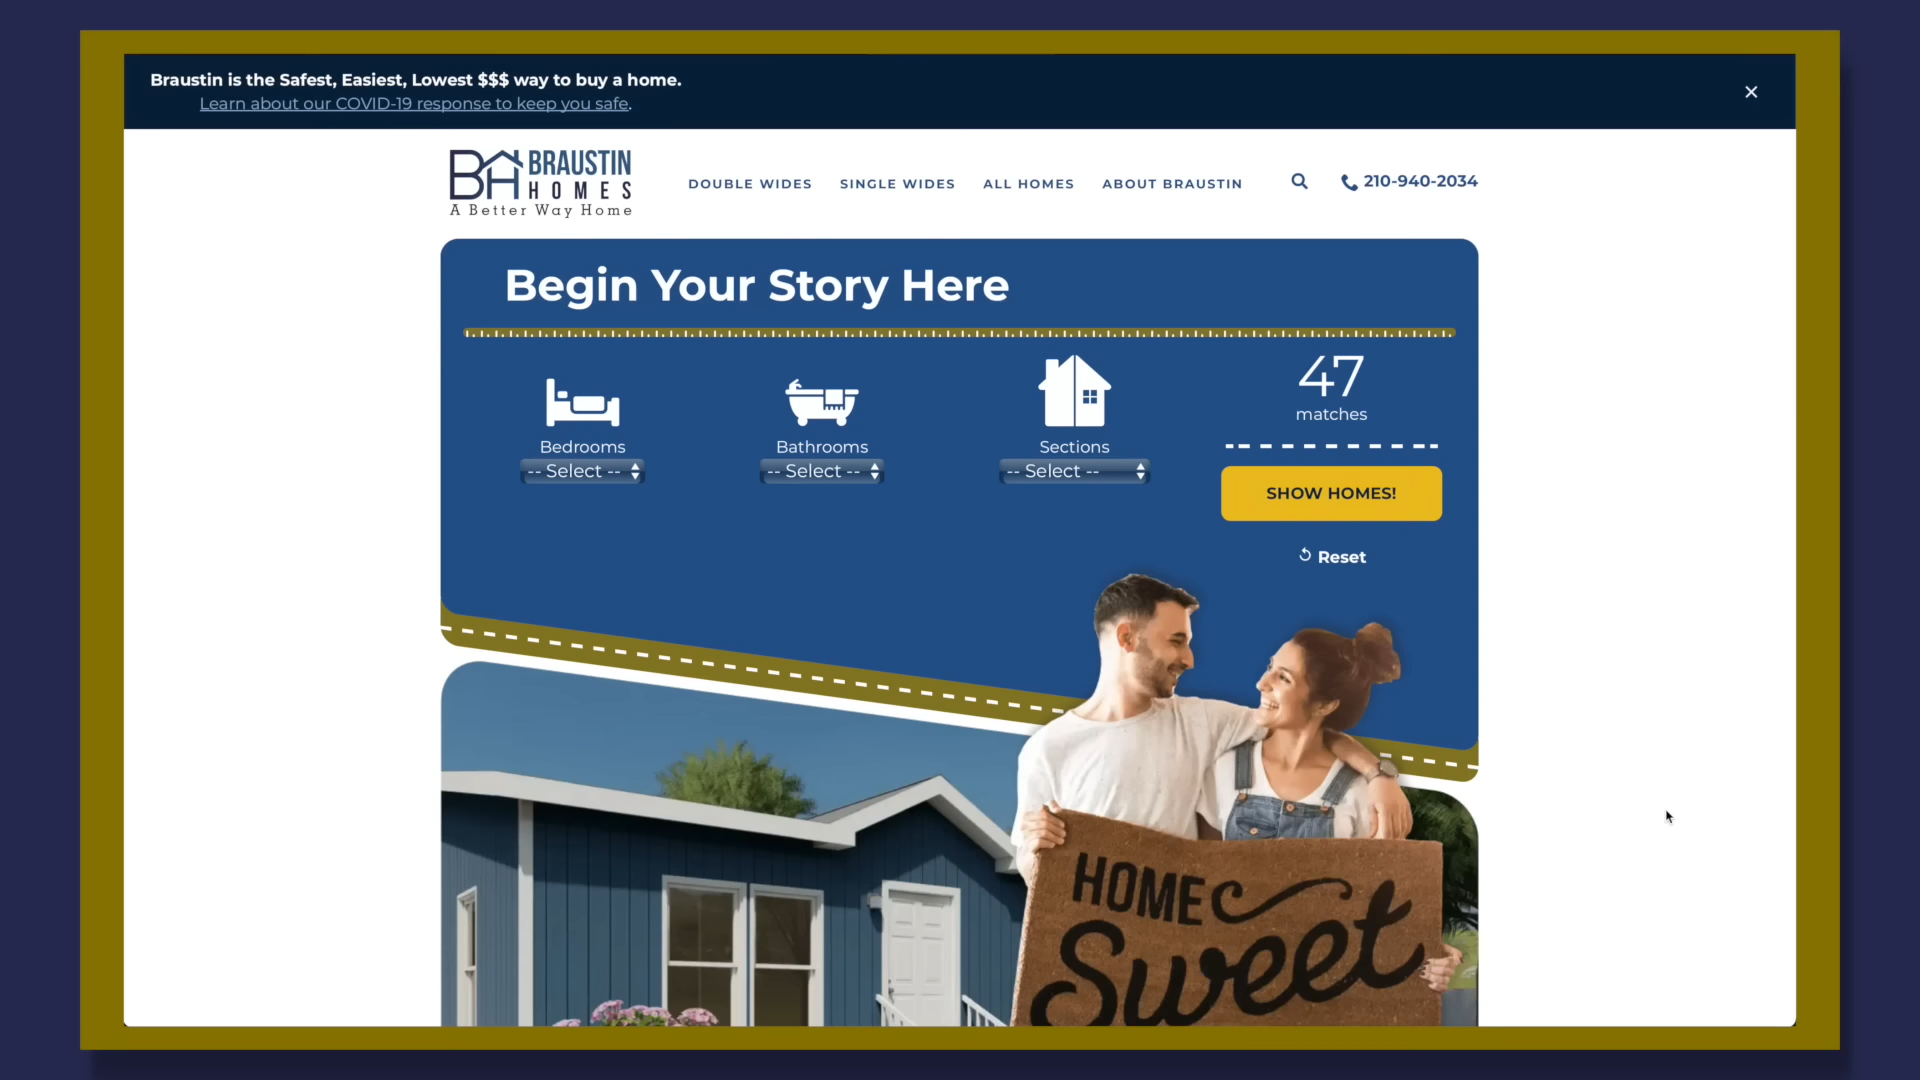 Braustin is the Safest, Easiest, Lowest $$$ way to buy a home.
Learn about our COVID-19 response to keep you safe.
BH BRAUSTIN
HOMES
A Better Way Home
DOUBLE WIDES SINGLE WIDES ALL HOMES ABOUT BRAUSTIN 210-940-2034
Begin Your Story Here
47
matches
Bedrooms Bathrooms Sections
-- Select -- -- Select -- -- Select --
SHOW HOMES!
Reset
HOME
Sweet